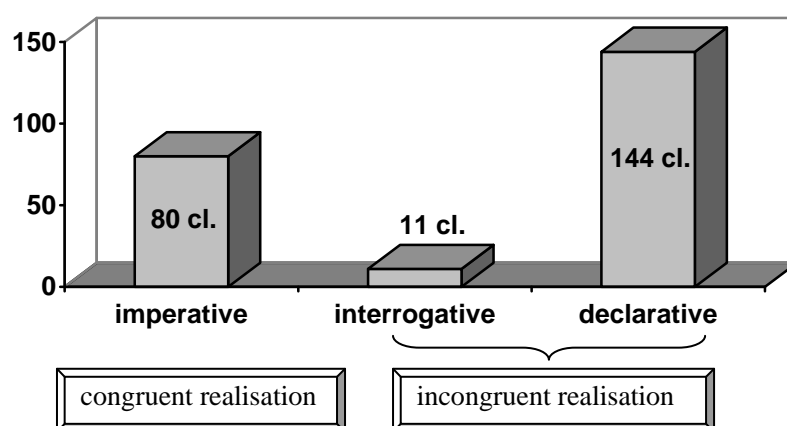 150
100
50
0
80 cl.
11 cl.
144 cl.
imperative
interrogative
declarative
congruent realisation
incongruent realisation